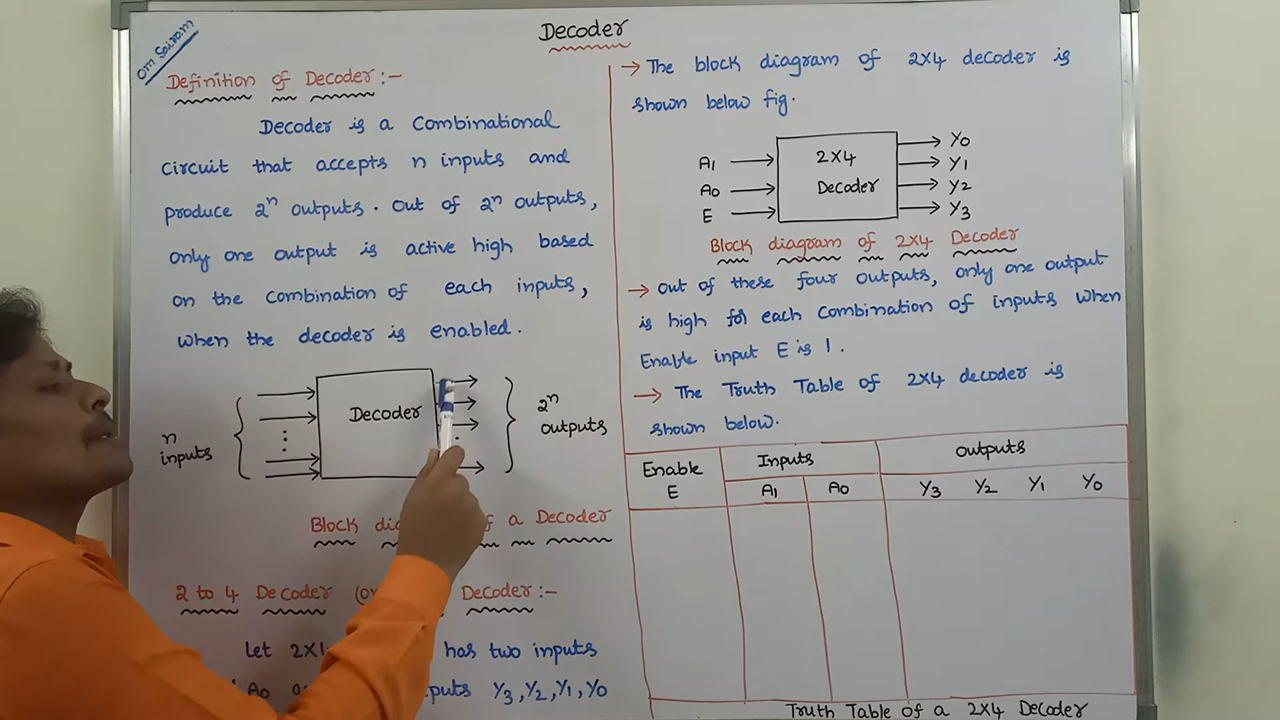 Om Sairam
Decoder
Definition of Decoder:-
Decoder is a Combinational
Circuit that accepts n inputs and
produce 2ⁿ outputs. Out of 2ⁿ outputs,
only one output is active high based
on the combination of each inputs,
when the decoder is enabled.
n
inputs
Decoder
2ⁿ
outputs
Block of a Decoder
2 to 4 Decoder Decoder:-
Let has two inputs
A0 Y3, Y2, Y1, Y0
→ The block diagram of 2X4 decoder is
shown below fig.
A1
A0
E
2X4
Decoder
Y0
Y1
Y2
Y3
Block diagram of 2X4 Decoder
→ out of these four outputs, only one output
is high for each Combination of inputs when
Enable input E is 1.
→ The Truth Table of 2X4 decoder is
shown below.
Enable
E
Inputs
A1 A0
outputs
Y3 Y2 Y1 Y0
Truth Table of a 2X4 Decoder